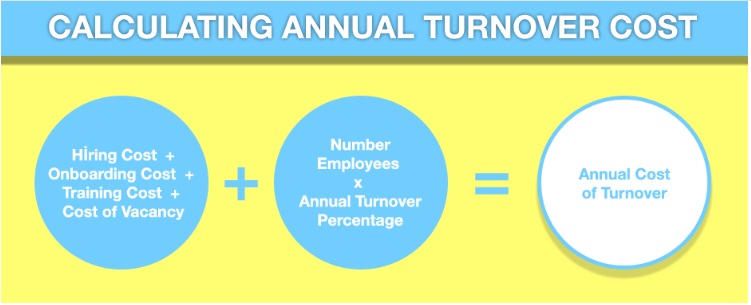 CALCULATING ANNUAL TURNOVER COST
Hİring Cost +
Onboarding Cost +
Training Cost +
Cost of Vacancy
+
Number
Employees
x
Annual Turnover
Percentage
=
Annual Cost
of Turnover